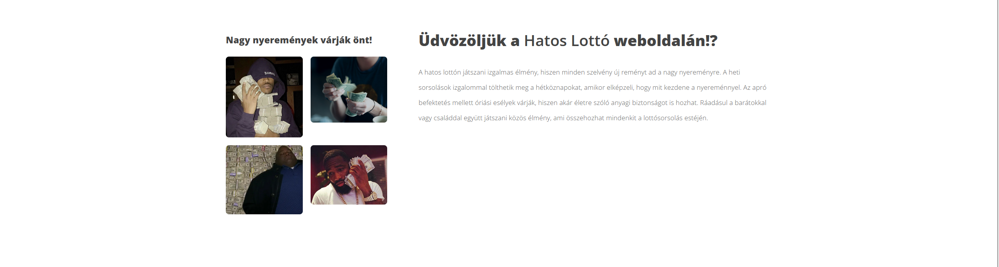 Nagy nyeremények várják önt!
Üdvözöljük a Hatos Lottó weboldalán!?
A hatos lottón játszani izgalmas élmény, hiszen minden szelvény új reményt ad a nagy nyereményre. A heti
sorsolások izgalommal tölthetik meg a hétköznapokat, amikor elképzeli, hogy mit kezdene a nyereménnyel. Az apró
befektetés mellett óriási esélyek várják, hiszen akár életre szóló anyagi biztonságot is hozhat. Ráadásul a barátokkal
vagy családdal együtt játszani közös élmény, ami összehozhat mindenkit a lottósorsolás estéjén.